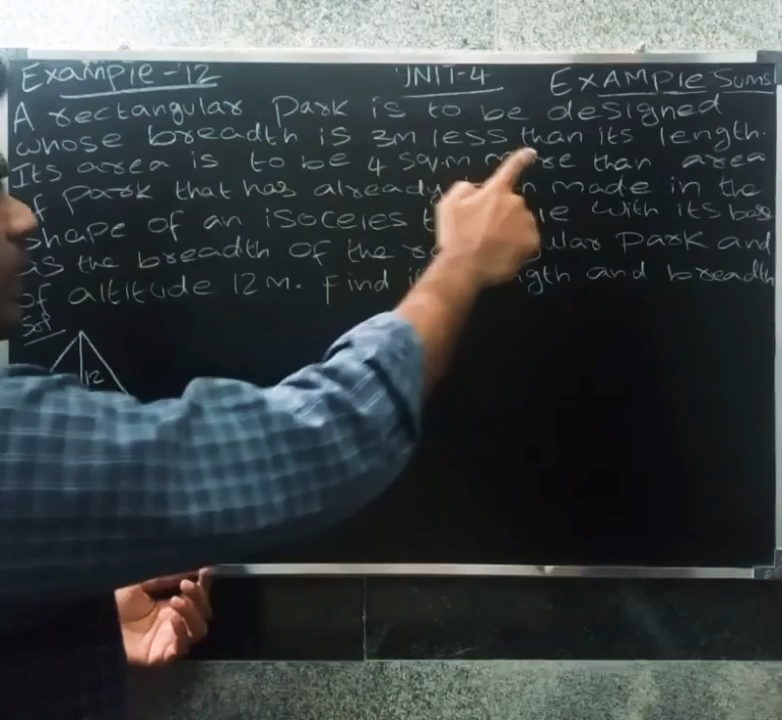 Example-12 UNIT-4 EXAMPLE Sums
A rectangular Park is to be designed
whose breadth is 3m less than its length.
Its area is to be 4 sq.m more than area
of park that has already made in the
shape of an isoceles with its bas
as the breadth of the Park and
of altitude 12m. Find and breadth
Sol
12